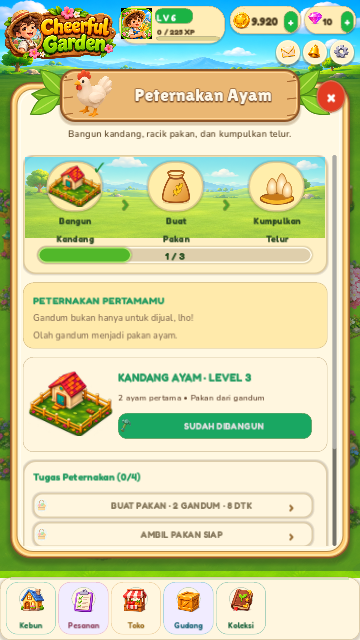 Cheerful
Garden
LV 6
0 / 225 XP
9.920
+
10
+
Peternakan Ayam
×
Bangun kandang, racik pakan, dan kumpulkan telur.
Bangun Kandang
Buat Pakan
Kumpulkan Telur
1 / 3
PETERNAKAN PERTAMAMU
Gandum bukan hanya untuk dijual, lho!
Olah gandum menjadi pakan ayam.
KANDANG AYAM · LEVEL 3
2 ayam pertama • Pakan dari gandum
SUDAH DIBANGUN
Tugas Peternakan (0/4)
BUAT PAKAN · 2 GANDUM · 8 DTK
AMBIL PAKAN SIAP
Kebun
Pesanan
Toko
Gudang
Koleksi